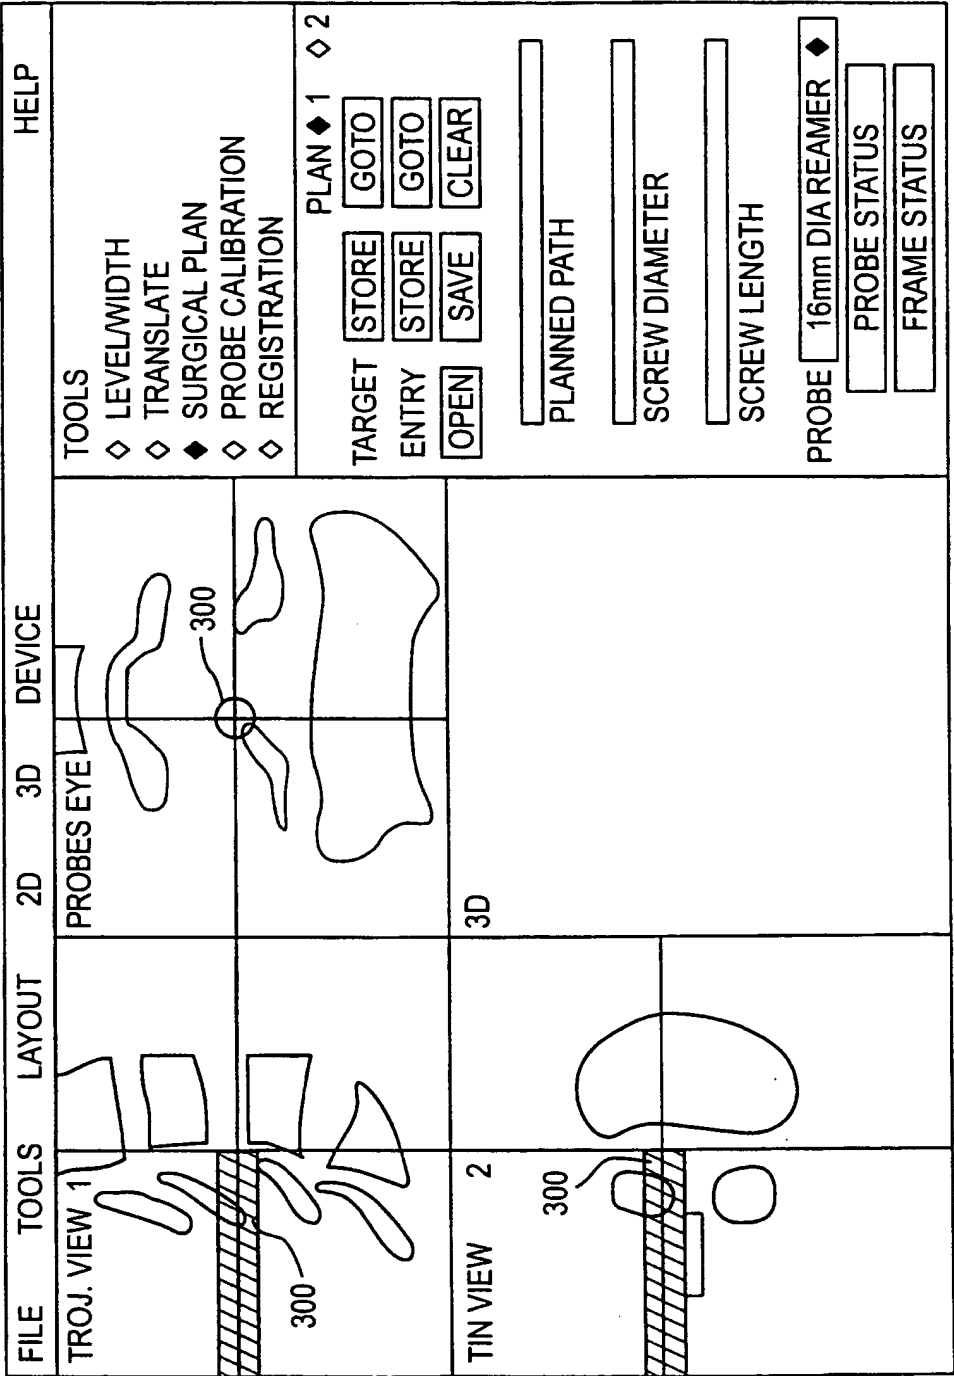 FILE TOOLS LAYOUT 2D 3D DEVICE HELP
TROJ. VIEW 1
300
PROBES EYE
300
TIN VIEW 2
300
3D
TOOLS
◇ LEVEL/WIDTH
◇ TRANSLATE
◆ SURGICAL PLAN
◇ PROBE CALIBRATION
◇ REGISTRATION
PLAN ◆ 1 ◇ 2
TARGET STORE GOTO
ENTRY STORE GOTO
OPEN SAVE CLEAR
PLANNED PATH
SCREW DIAMETER
SCREW LENGTH
PROBE 16mm DIA REAMER ◆
PROBE STATUS
FRAME STATUS